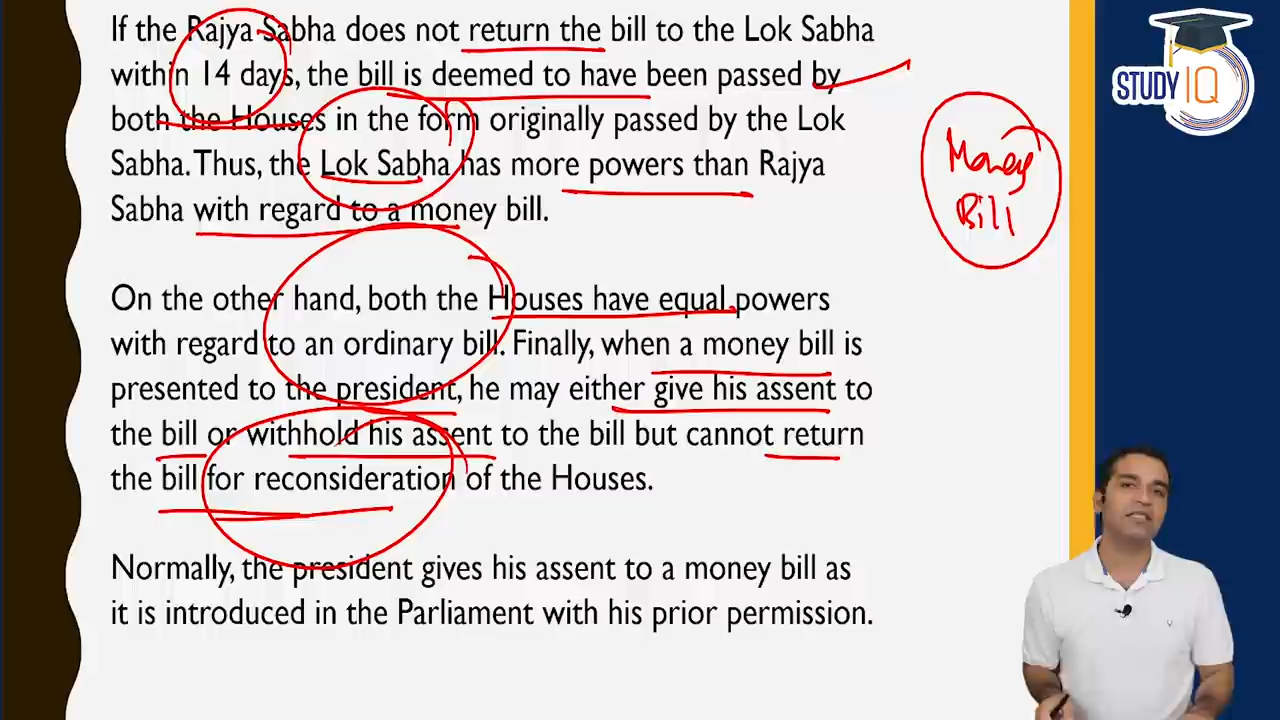 If the Rajya Sabha does not return the bill to the Lok Sabha
within 14 days, the bill is deemed to have been passed by
both the Houses in the form originally passed by the Lok
Sabha. Thus, the Lok Sabha has more powers than Rajya
Sabha with regard to a money bill.
On the other hand, both the Houses have equal powers
with regard to an ordinary bill. Finally, when a money bill is
presented to the president, he may either give his assent to
the bill or withhold his assent to the bill but cannot return
the bill for reconsideration of the Houses.
Normally, the president gives his assent to a money bill as
it is introduced in the Parliament with his prior permission.
Money
Bill
STUDY IQ